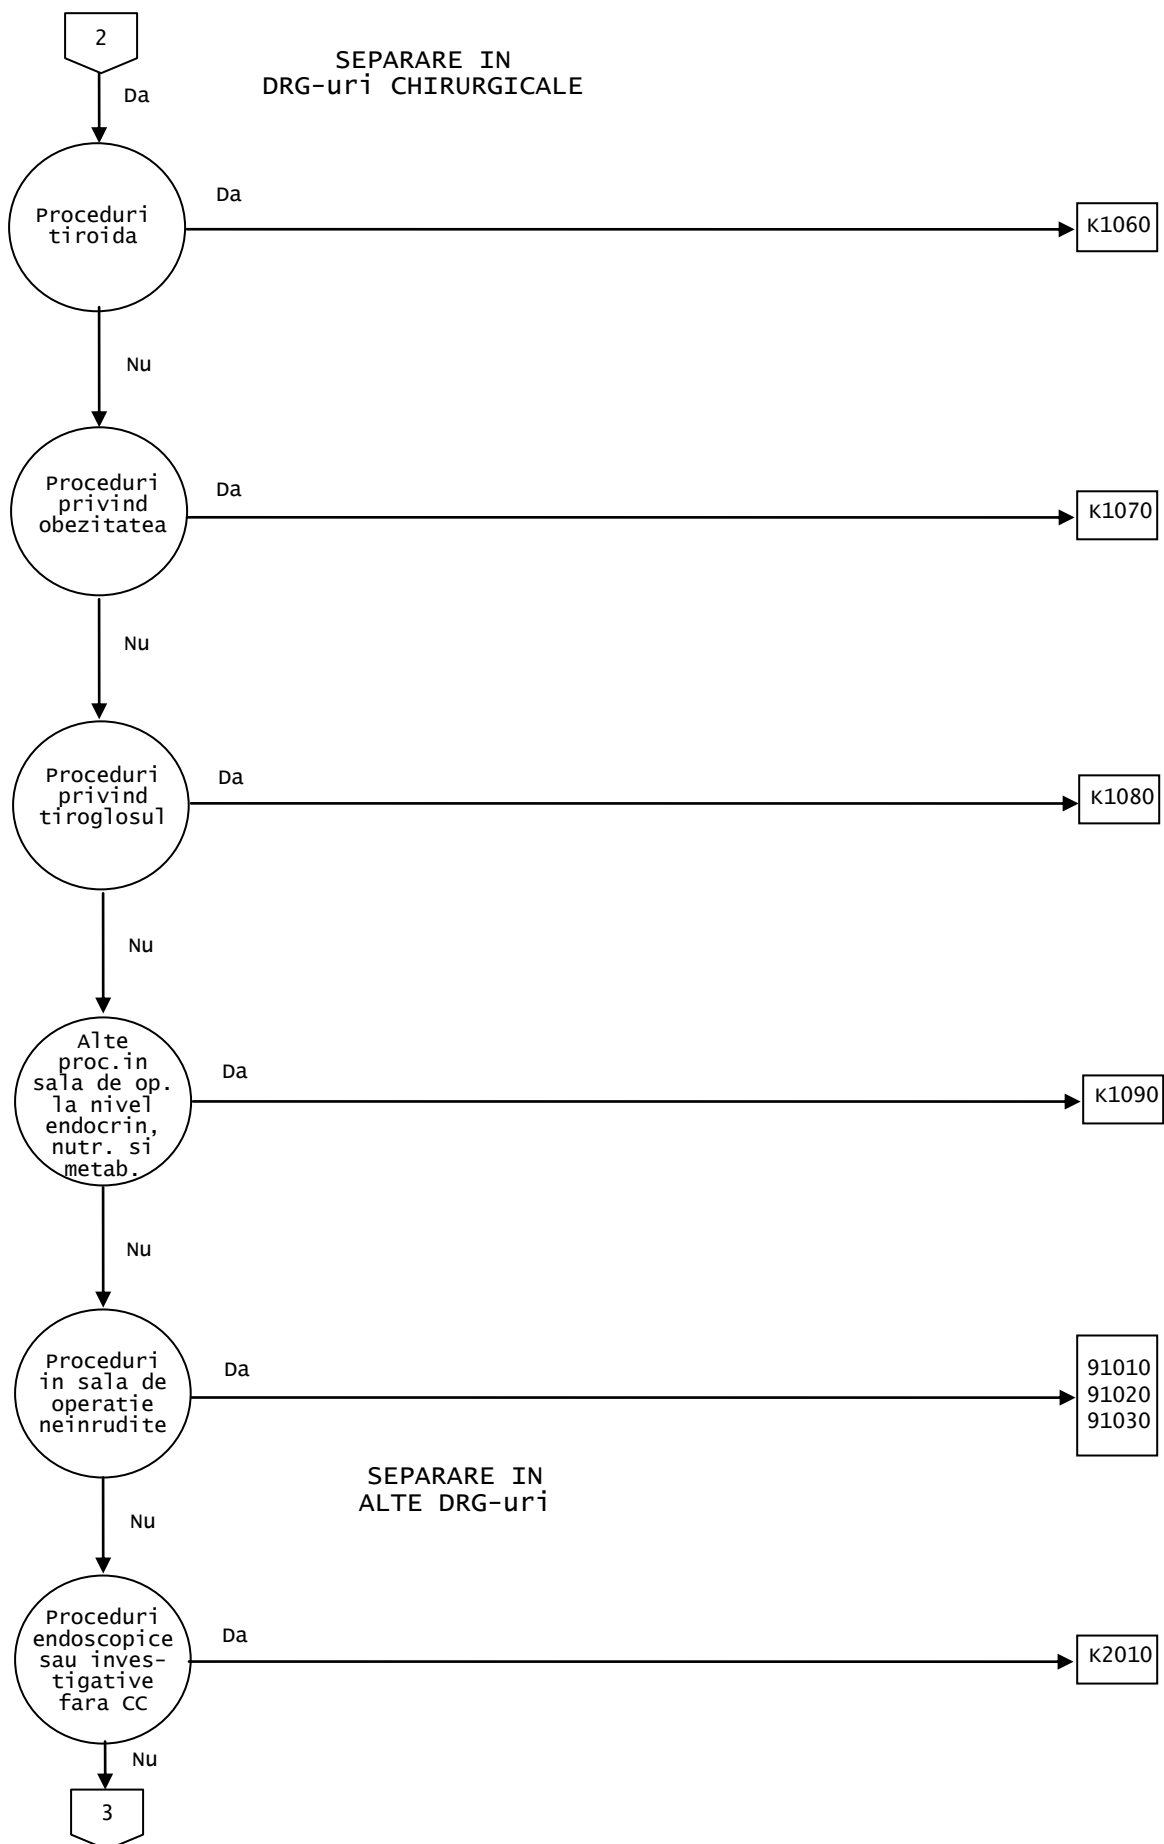 2
SEPARARE IN
DRG-uri CHIRURGICALE
Da
Da
Proceduri
tiroida
K1060
Nu
Proceduri
privind
obezitatea
Da
K1070
Nu
Proceduri
privind
tiroglosul
Da
K1080
Nu
Alte
proc.in
sala de op.
la nivel
endocrin,
nutr. si
metab.
Da
K1090
Nu
Proceduri
in sala de
operatie
neinrudite
Da
91010
91020
91030
SEPARARE IN
ALTE DRG-uri
Nu
Proceduri
endoscopice
sau inves-
tigative
fara CC
Da
K2010
Nu
3